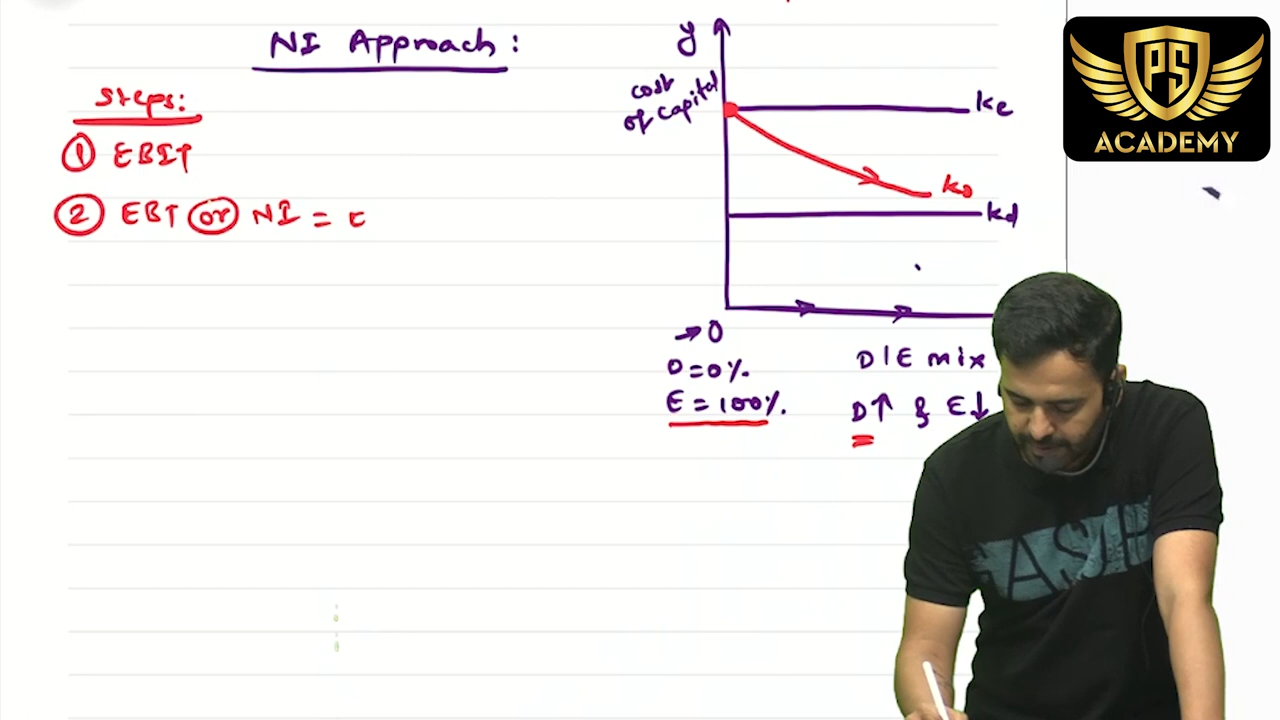 NI Approach:
Steps:
① EBIT
② EBT or NI = E
y
cost
of capital
ke
ko
kd
→ 0
D=0%.
E = 100%.
D/E mix
D↑ & E↓
PS
ACADEMY